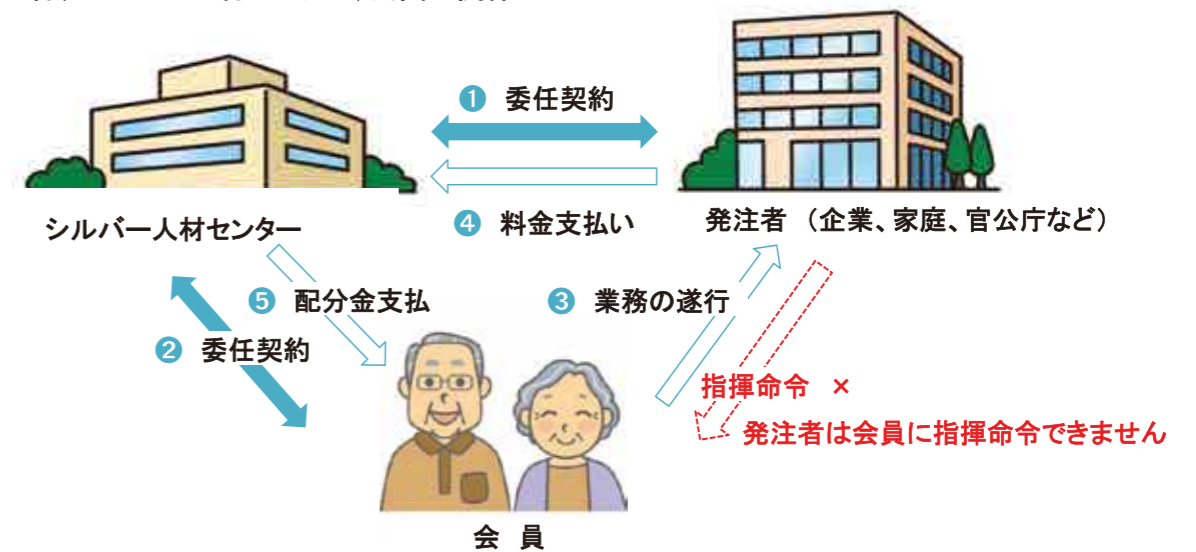 ❶ 委任契約
シルバー人材センター
❹ 料金支払い
発注者 (企業、家庭、官公庁など)
❺ 配分金支払
❸ 業務の遂行
❷ 委任契約
指揮命令 ×
発注者は会員に指揮命令できません
会 員